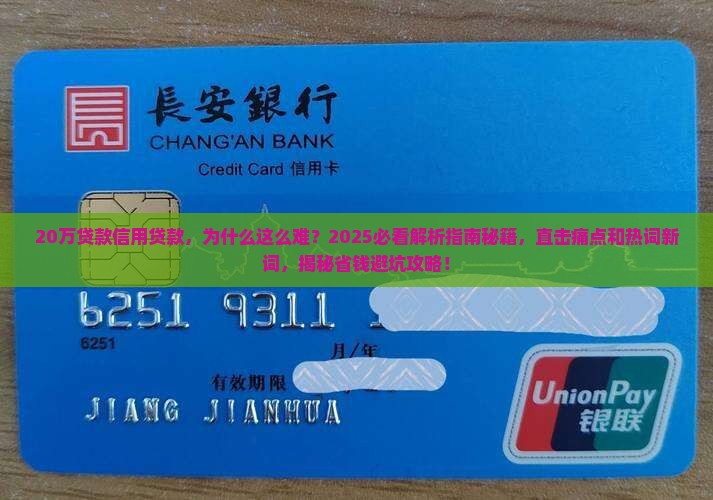 長安銀行
CHANG'AN BANK
Credit Card 信用卡
20万贷款信用贷款，为什么这么难？2025必看解析指南秘籍，直击痛点和热词新
词，揭秘省钱避坑攻略！
6251 9311 1
6251
月/年
有效期限
JIANG JIANHUA
UnionPay
银联